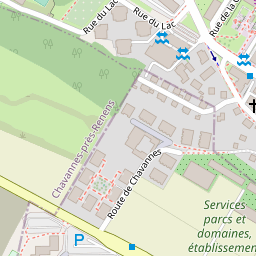 Rue du Lac
Rue du Lac
Rue de la
Chavannes-près-Renens
Route de Chavannes
Services
parcs et
domaines,
établissemen
P